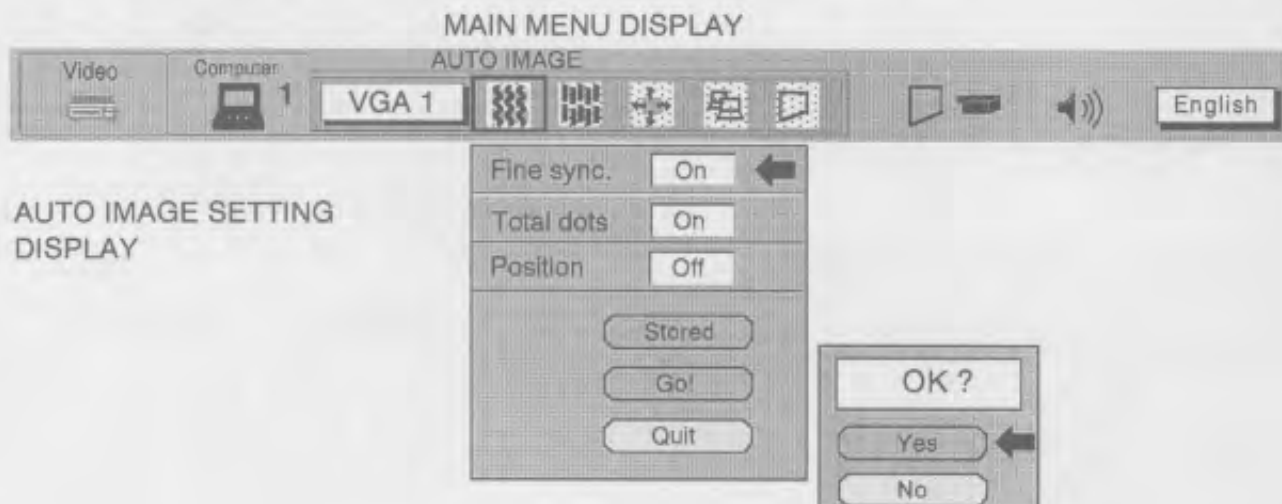 MAIN MENU DISPLAY
AUTO IMAGE
Video
Computer
1
VGA 1
English
Fine sync. On
AUTO IMAGE SETTING
DISPLAY
Total dots On
Position Off
Stored
Go!
Quit
OK ?
Yes
No